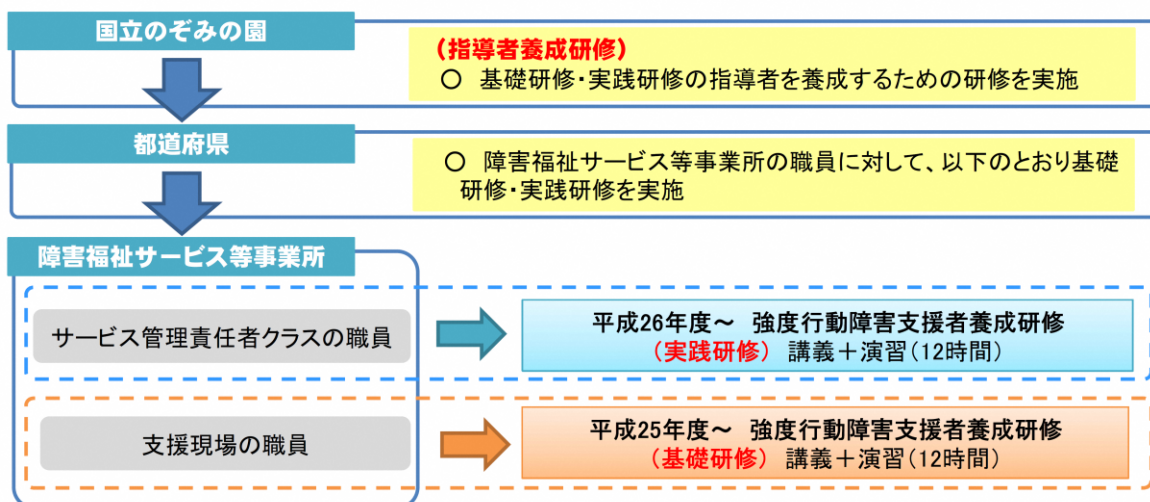 国立のぞみの園
(指導者養成研修)
○ 基礎研修・実践研修の指導者を養成するための研修を実施
都道府県
○ 障害福祉サービス等事業所の職員に対して、以下のとおり基礎
研修・実践研修を実施
障害福祉サービス等事業所
サービス管理責任者クラスの職員
平成26年度～ 強度行動障害支援者養成研修
(実践研修) 講義＋演習(12時間)
支援現場の職員
平成25年度～ 強度行動障害支援者養成研修
(基礎研修) 講義＋演習(12時間)